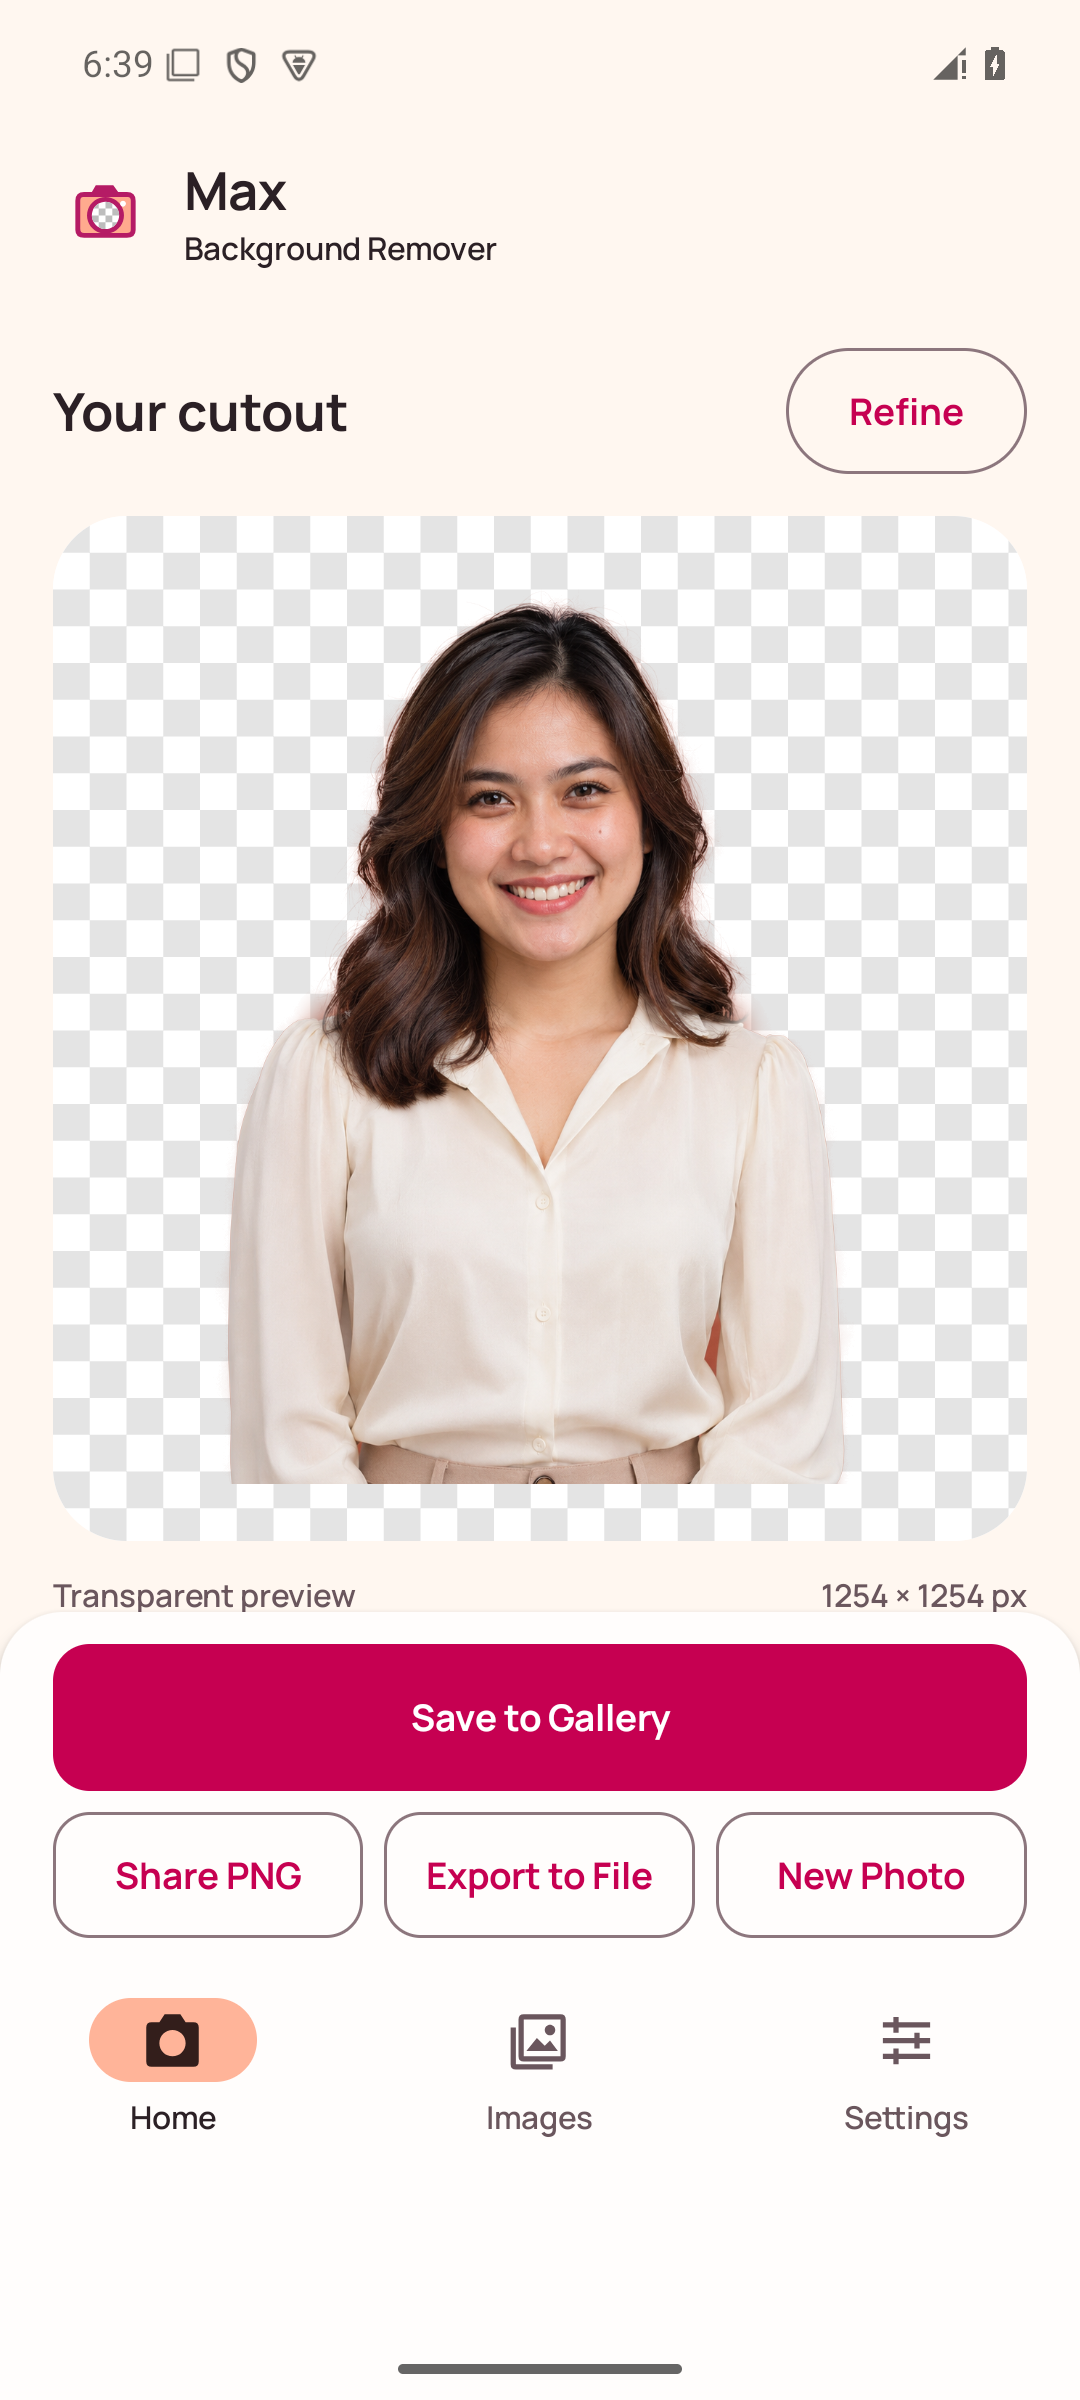 6:39
Max
Background Remover
Your cutout
Refine
Transparent preview
1254 × 1254 px
Save to Gallery
Share PNG
Export to File
New Photo
Home
Images
Settings